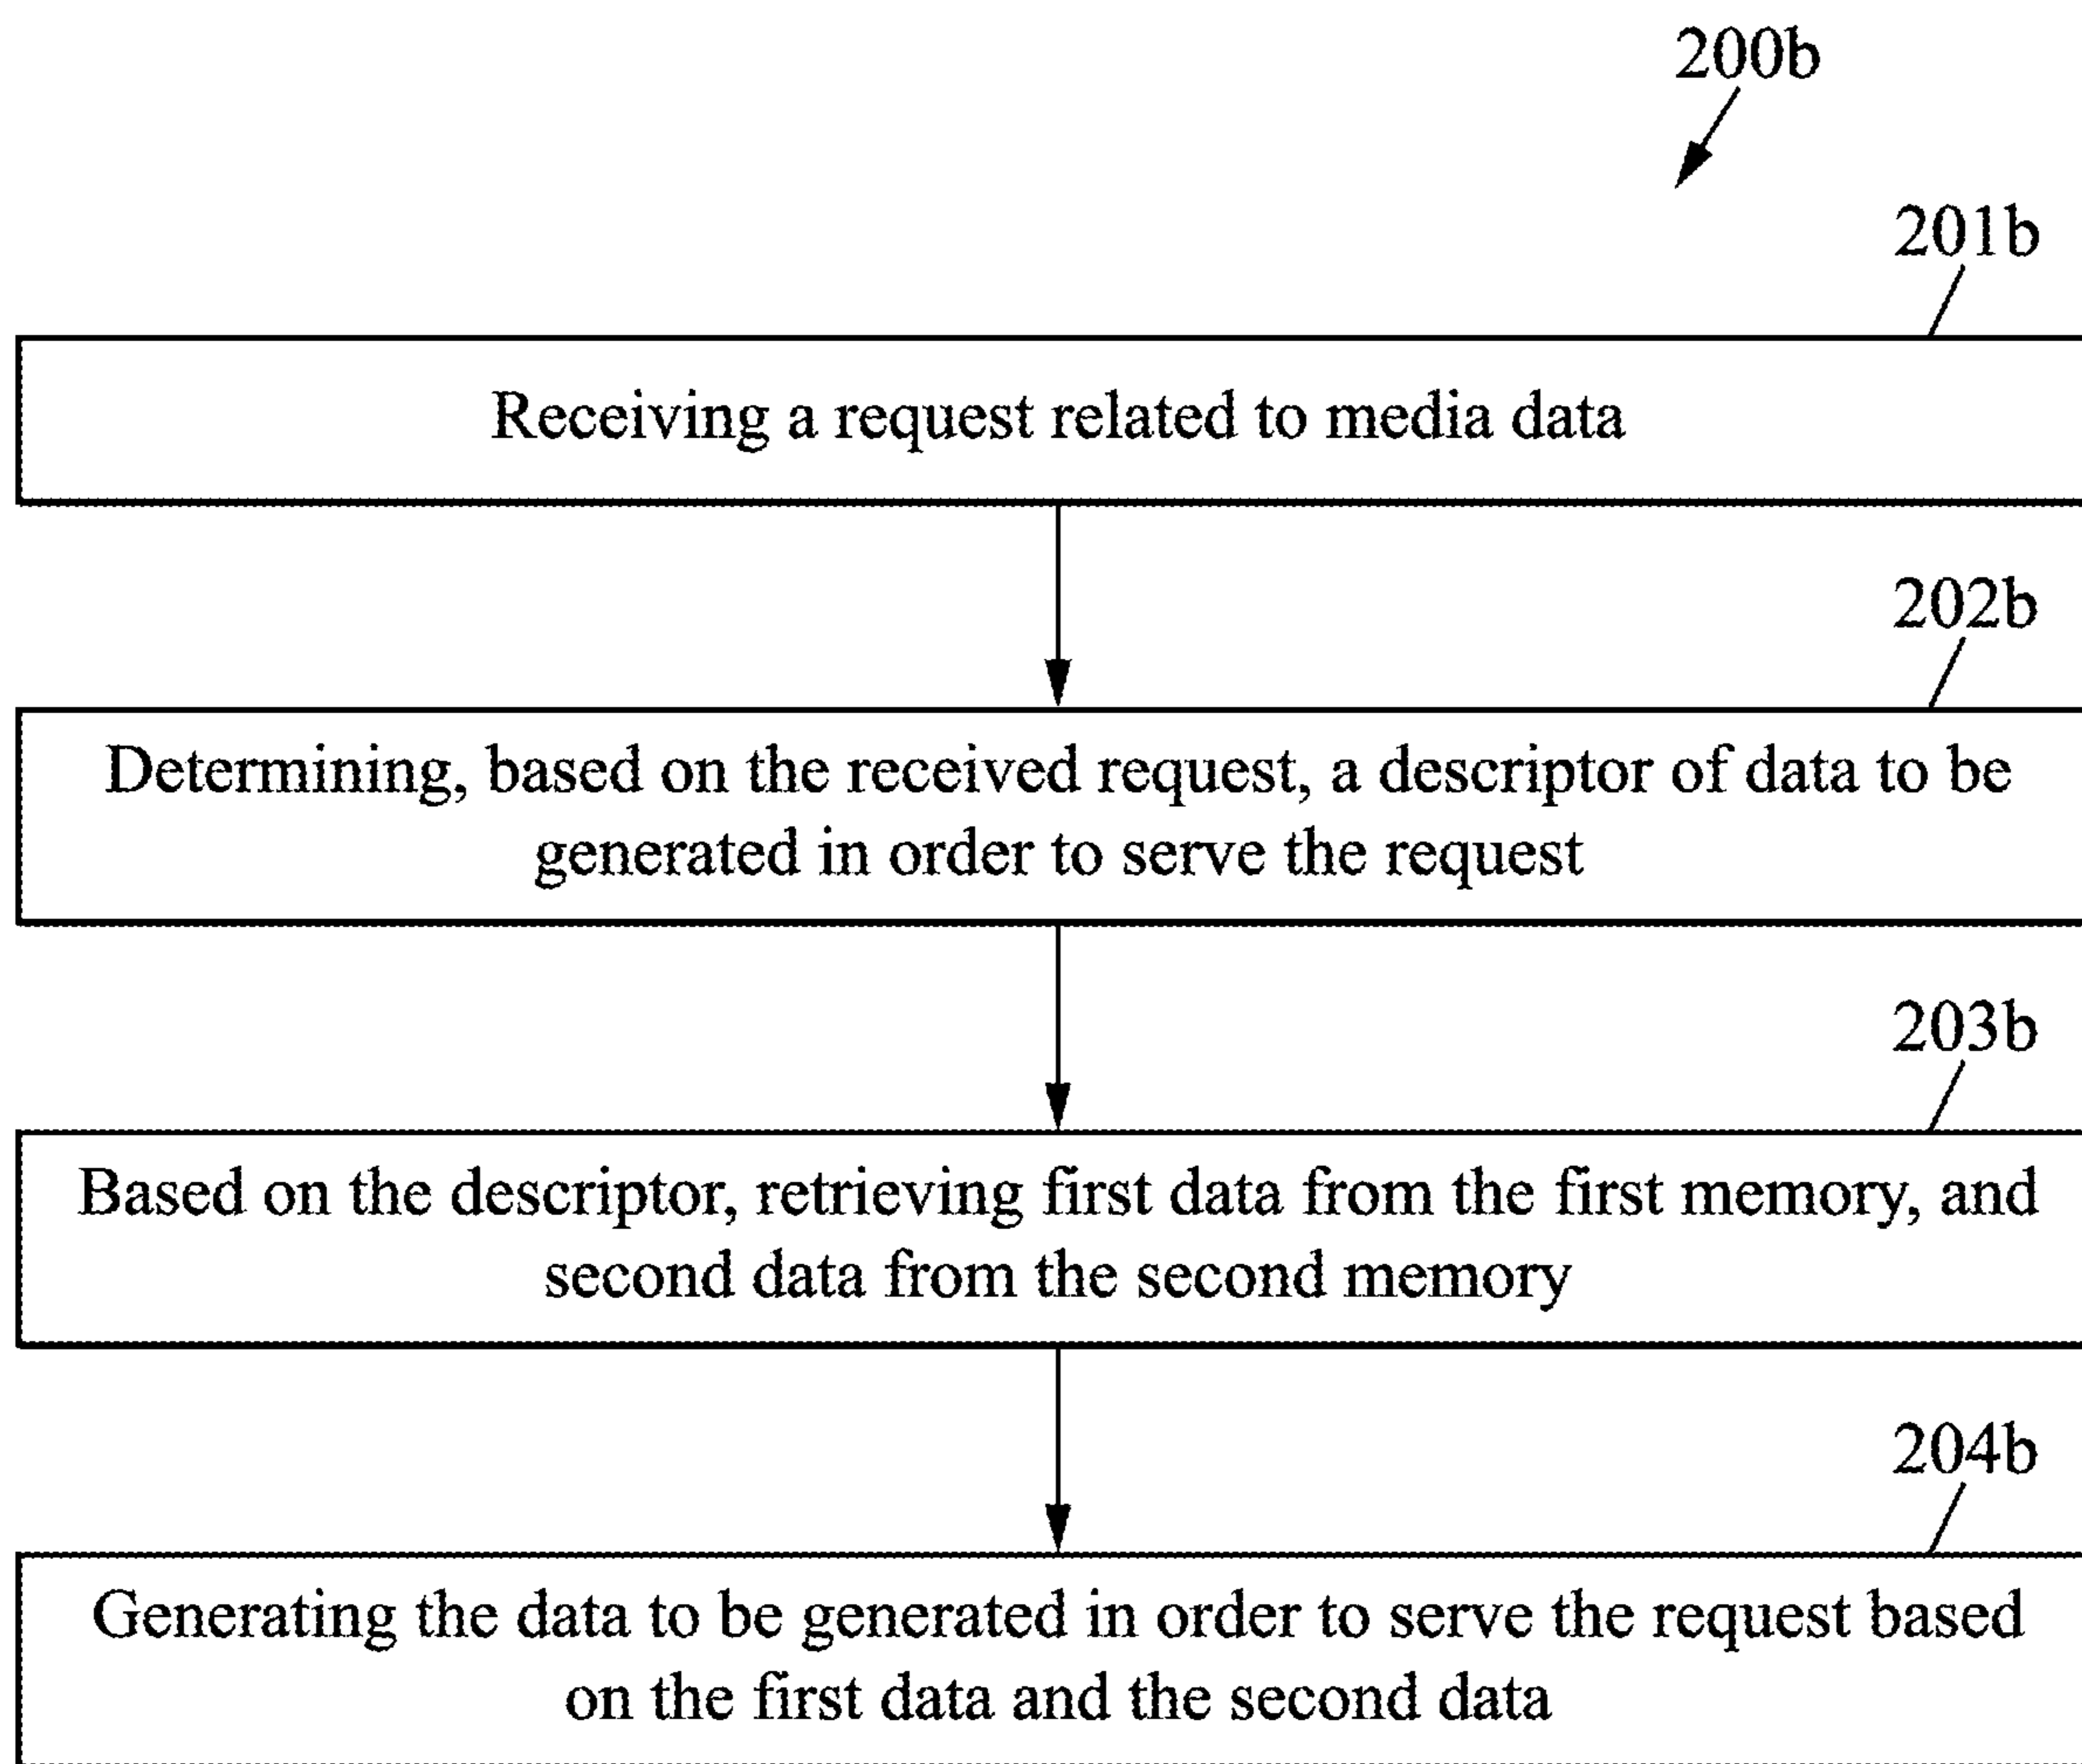 200b
201b
Receiving a request related to media data
202b
Determining, based on the received request, a descriptor of data to be
generated in order to serve the request
203b
Based on the descriptor, retrieving first data from the first memory, and
second data from the second memory
204b
Generating the data to be generated in order to serve the request based
on the first data and the second data